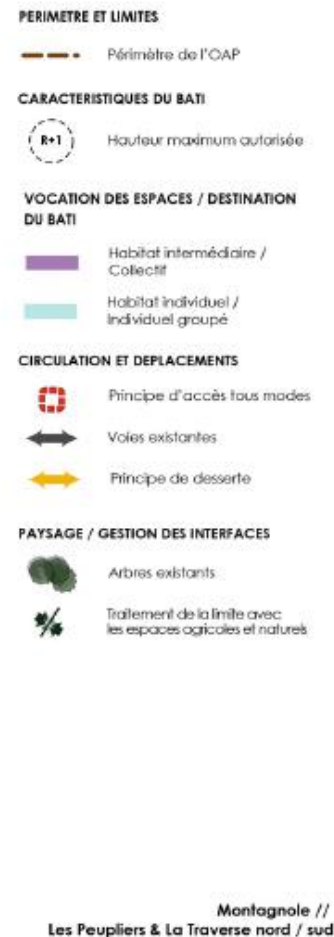 PERIMETRE ET LIMITES
Périmètre de l'OAP
CARACTERISTIQUES DU BATI
R+1
Hauteur maximum autorisée
VOCATION DES ESPACES / DESTINATION
DU BATI
Habitat intermédiaire /
Collectif
Habitat individuel /
Individuel groupé
CIRCULATION ET DEPLACEMENTS
Principe d'accès tous modes
Voies existantes
Principe de desserte
PAYSAGE / GESTION DES INTERFACES
Arbres existants
Traitement de la limite avec
les espaces agricoles et naturels
Montagnole //
Les Peupliers & La Traverse nord / sud